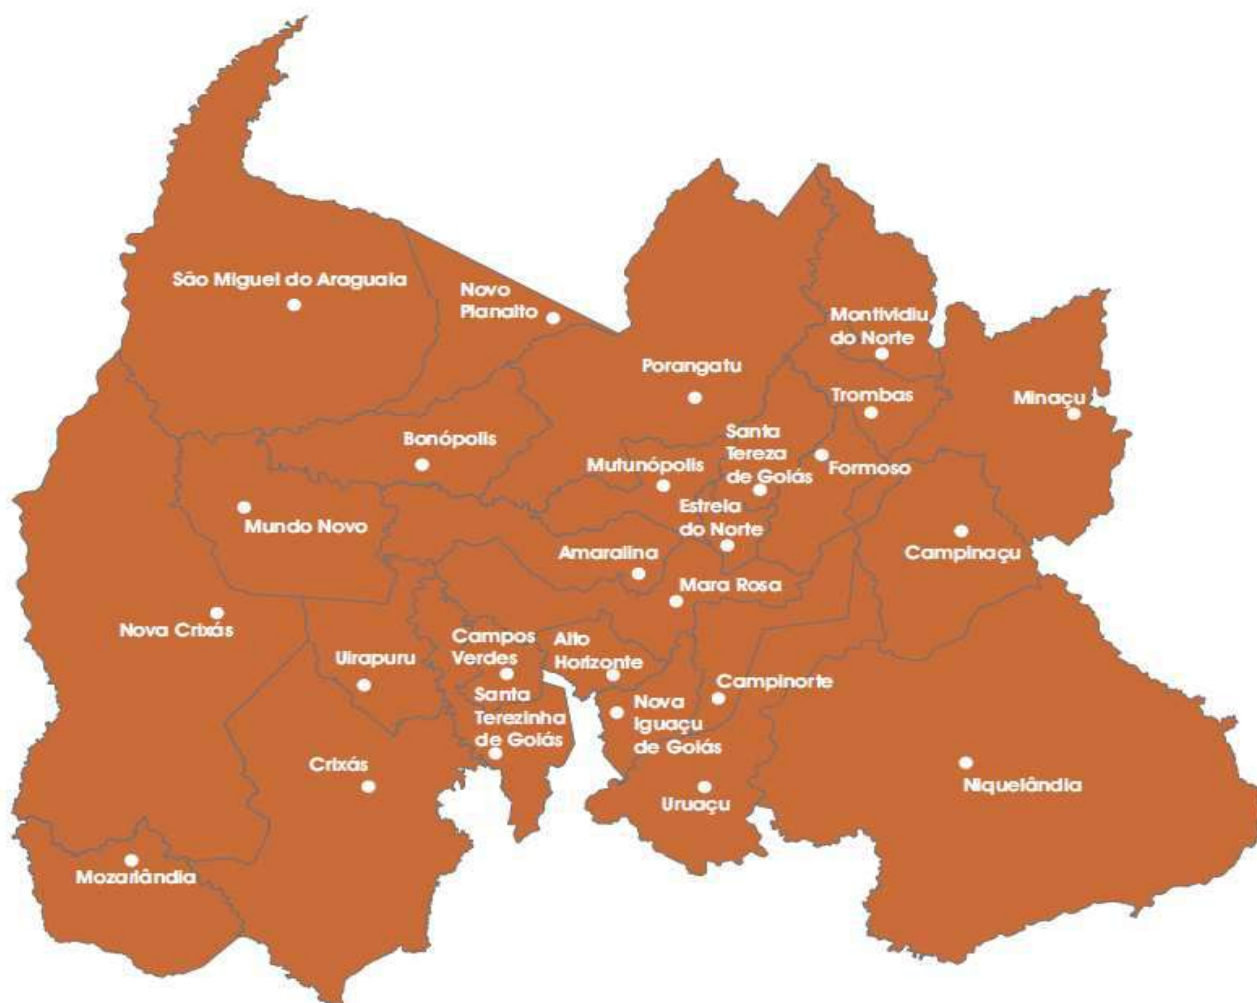 São Miguel do Araguaia
Novo
Planalto
Montividiu
do Norte
Porangatu
Trombas
Minaçu
Bonópolis
Santa
Tereza
de Goiás
Mutunópolis
Formoso
Estrela
do Norte
Mundo Novo
Amaralina
Campinaçu
Mara Rosa
Nova Crixás
Uirapuru
Campos
Verdes
Alto
Horizonte
Campinorte
Santa
Terezinha
de Goiás
Nova
Iguaçu
de Goiás
Crixás
Uruaçu
Niquelândia
Mozarlândia